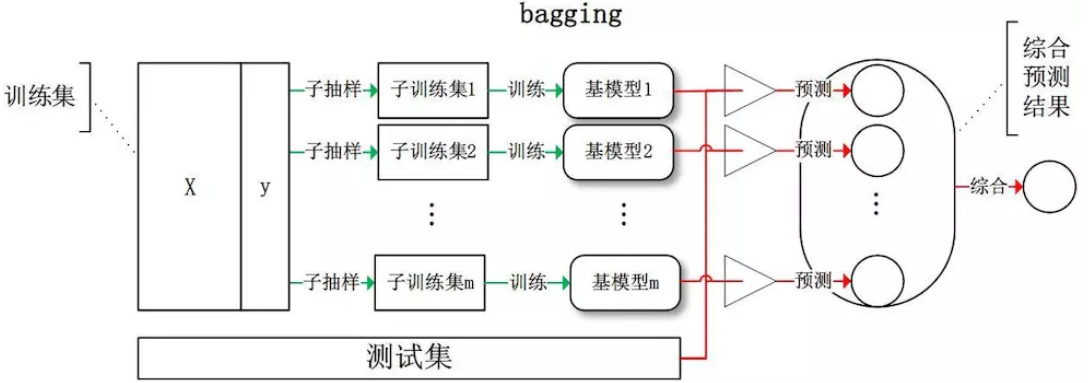 bagging
训练集
X
y
子抽样
子训练集1
训练
基模型1
预测
子抽样
子训练集2
训练
基模型2
预测
⋮
⋮
⋮
子抽样
子训练集m
训练
基模型m
预测
综合
预测
结果
综合
测试集